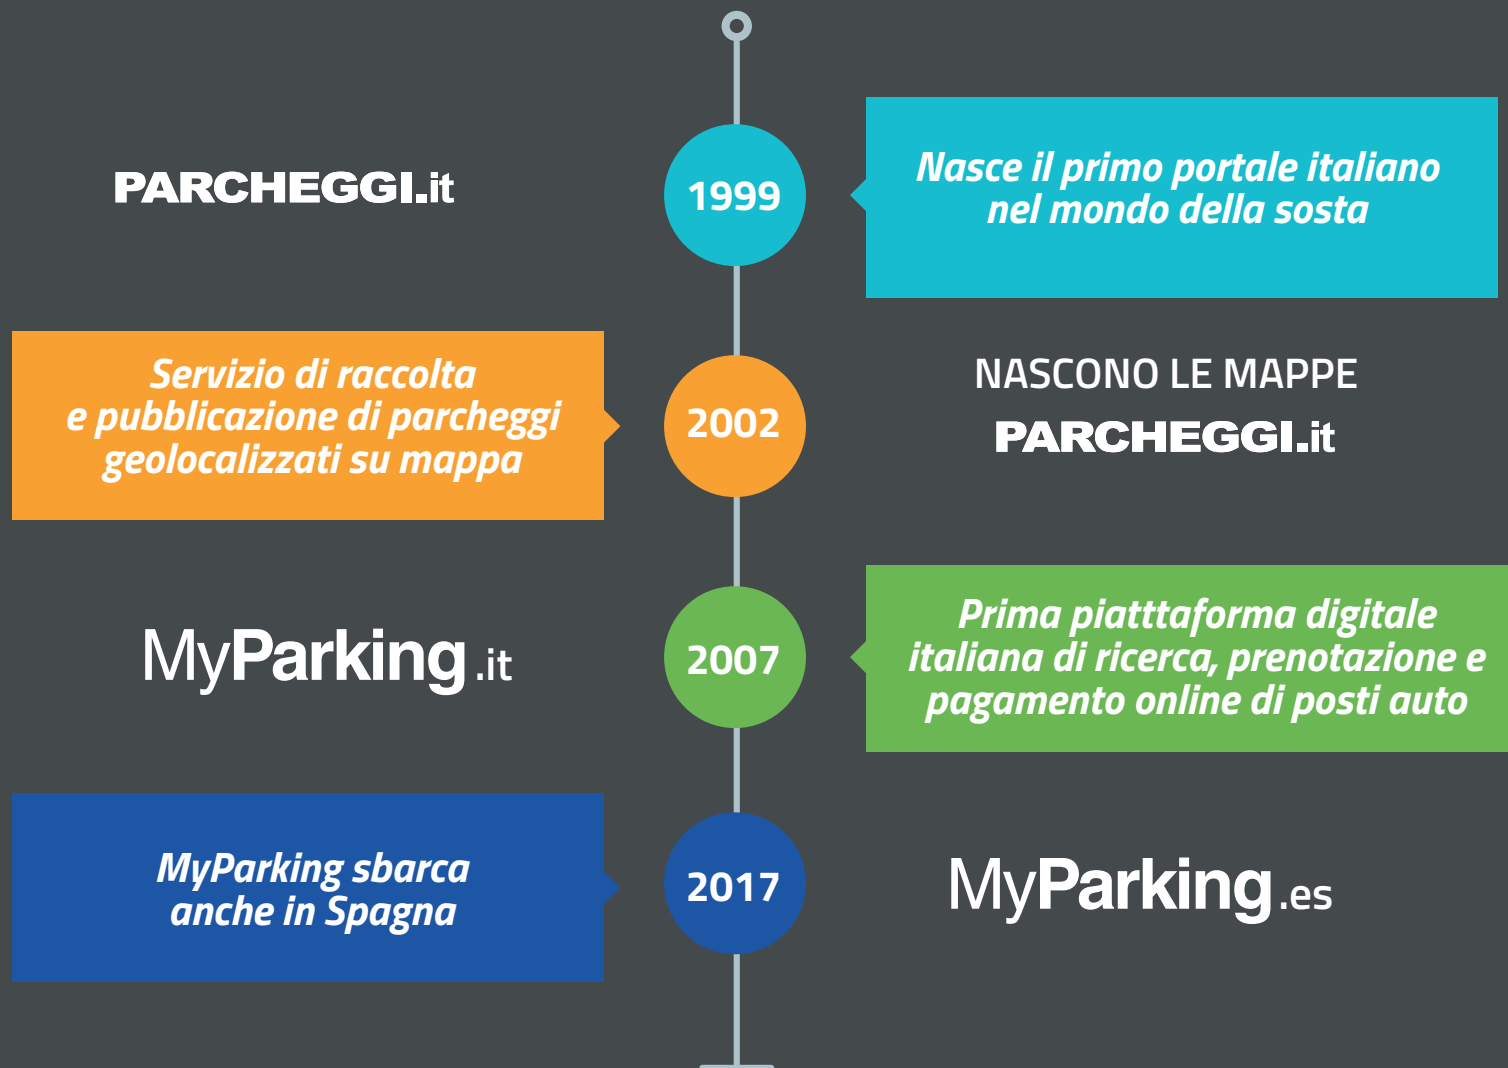 PARCHEGGI.it
1999
Nasce il primo portale italiano
nel mondo della sosta
Servizio di raccolta
e pubblicazione di parcheggi
geolocalizzati su mappa
2002
NASCONO LE MAPPE
PARCHEGGI.it
MyParking.it
2007
Prima piatttaforma digitale
italiana di ricerca, prenotazione e
pagamento online di posti auto
MyParking sbarca
anche in Spagna
2017
MyParking.es